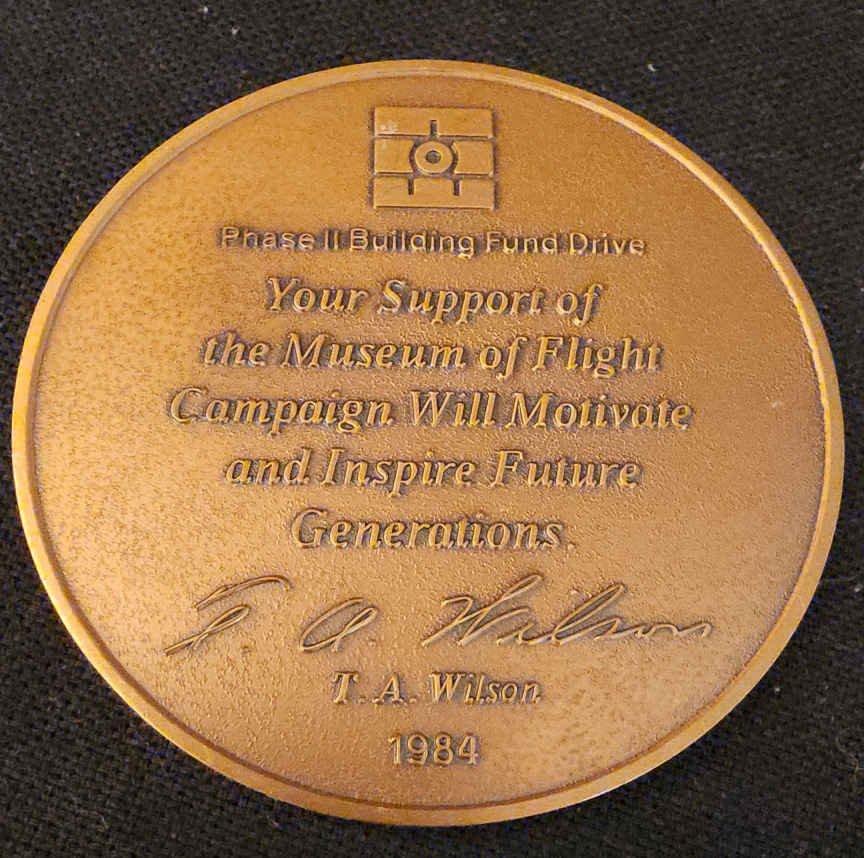 Phase II Building Fund Drive
Your Support of
the Museum of Flight
Campaign Will Motivate
and Inspire Future
Generations.
T. A. Wilson
T. A. Wilson
1984